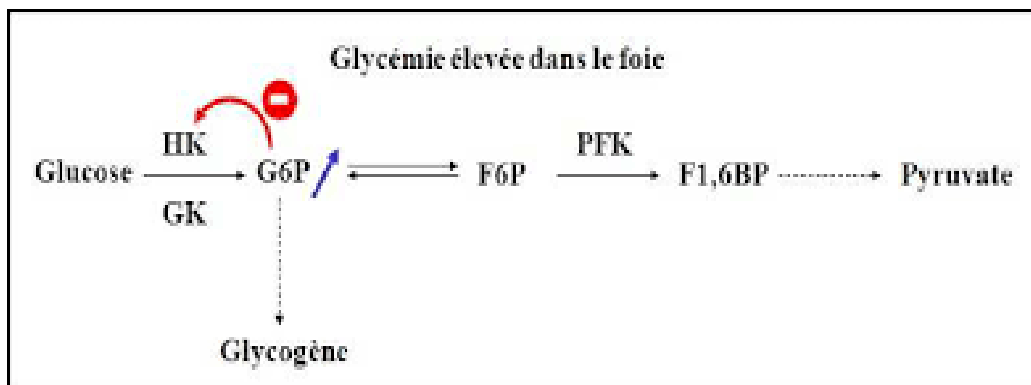 Glycémie élevée dans le foie
HK PFK
Glucose G6P F6P F1,6BP Pyruvate
GK
Glycogène